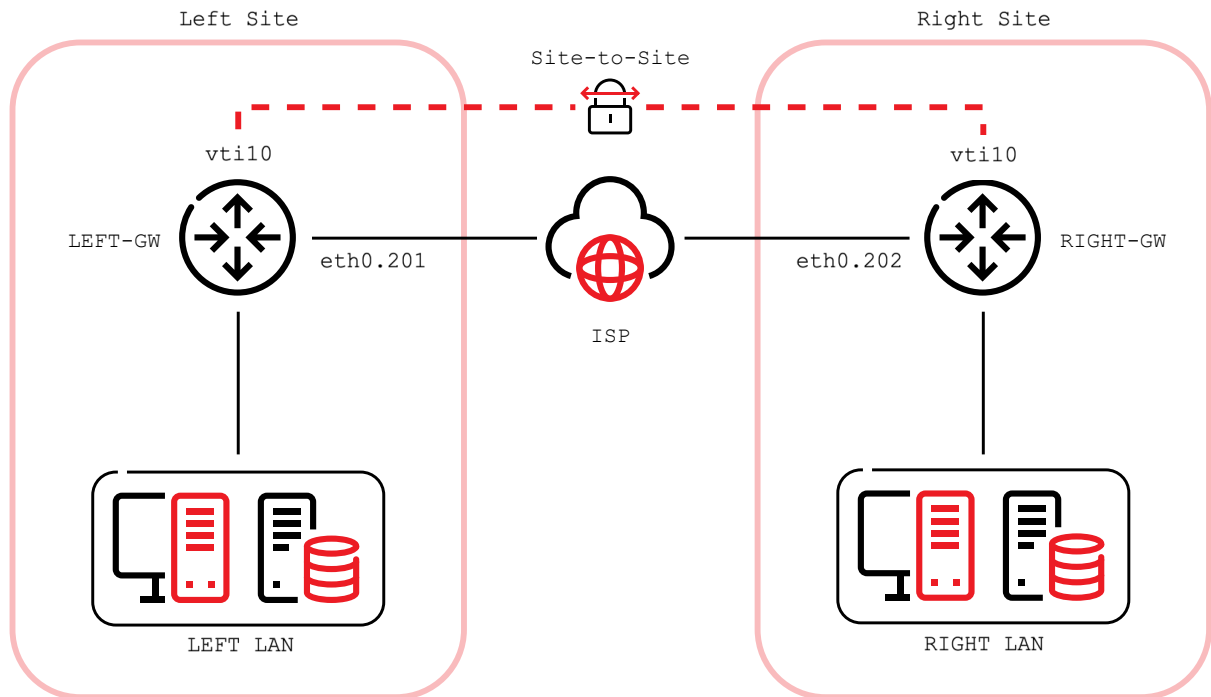 Left Site
Right Site
Site-to-Site
vti10
vti10
LEFT-GW
RIGHT-GW
eth0.201
eth0.202
ISP
LEFT LAN
RIGHT LAN